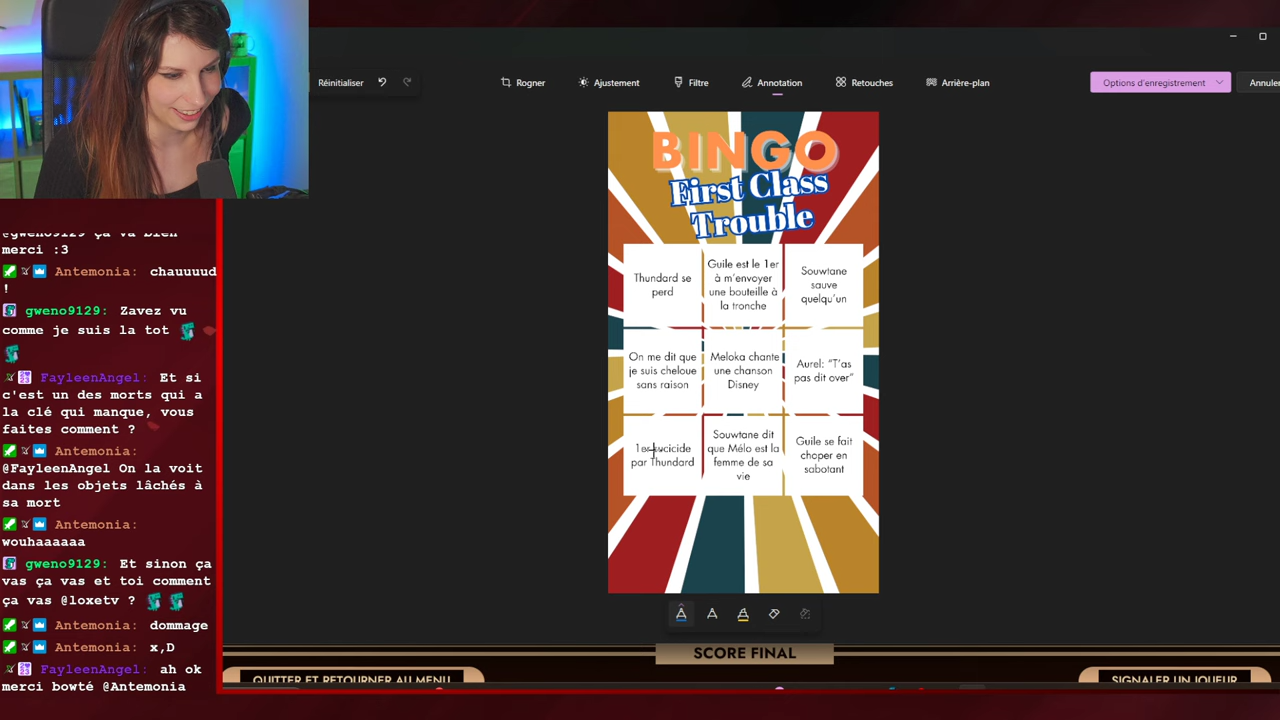 Réinitialiser
Rogner
Ajustement
Filtre
Annotation
Retouches
Arrière-plan
Options d'enregistrement
Annuler
BINGO
First Class
Trouble
Thundard se
perd
Guile est le 1er
à m'envoyer
une bouteille à
la tronche
Souwtane
sauve
quelqu'un
On me dit que
je suis cheloue
sans raison
Meloka chante
une chanson
Disney
Aurel: "T'as
pas dit over"
1er sucicide
par Thundard
Souwtane dit
que Mélo est la
femme de sa
vie
Guile se fait
choper en
sabotant
SCORE FINAL
QUITTER ET RETOURNER AU MENU
SIGNALER UN JOUEUR
@gweno9129 ça va bien
merci :3
Antemonia: chauuuud
!
gweno9129: Zavez vu
comme je suis la tot
FayleenAngel: Et si
c'est un des morts qui a
la clé qui manque, vous
faites comment ?
Antemonia:
@FayleenAngel On la voit
dans les objets lâchés à
sa mort
Antemonia:
wouhaaaaaa
gweno9129: Et sinon ça
vas ça vas et toi comment
ça vas @loxetv ?
Antemonia: dommage
Antemonia: x,D
FayleenAngel: ah ok
merci bowté @Antemonia